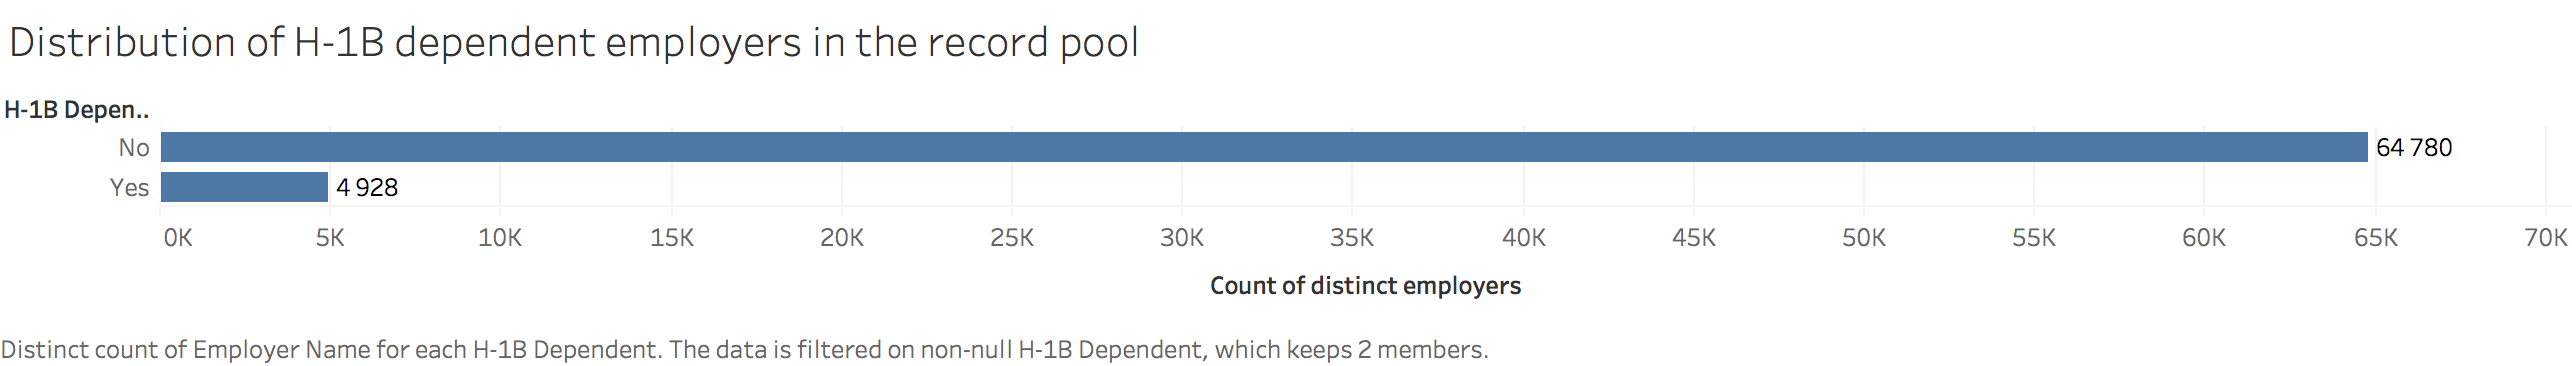 Distribution of H-1B dependent employers in the record pool
H-1B Depen..
No 64 780
Yes 4 928
0K 5K 10K 15K 20K 25K 30K 35K 40K 45K 50K 55K 60K 65K 70K
Count of distinct employers
Distinct count of Employer Name for each H-1B Dependent. The data is filtered on non-null H-1B Dependent, which keeps 2 members.